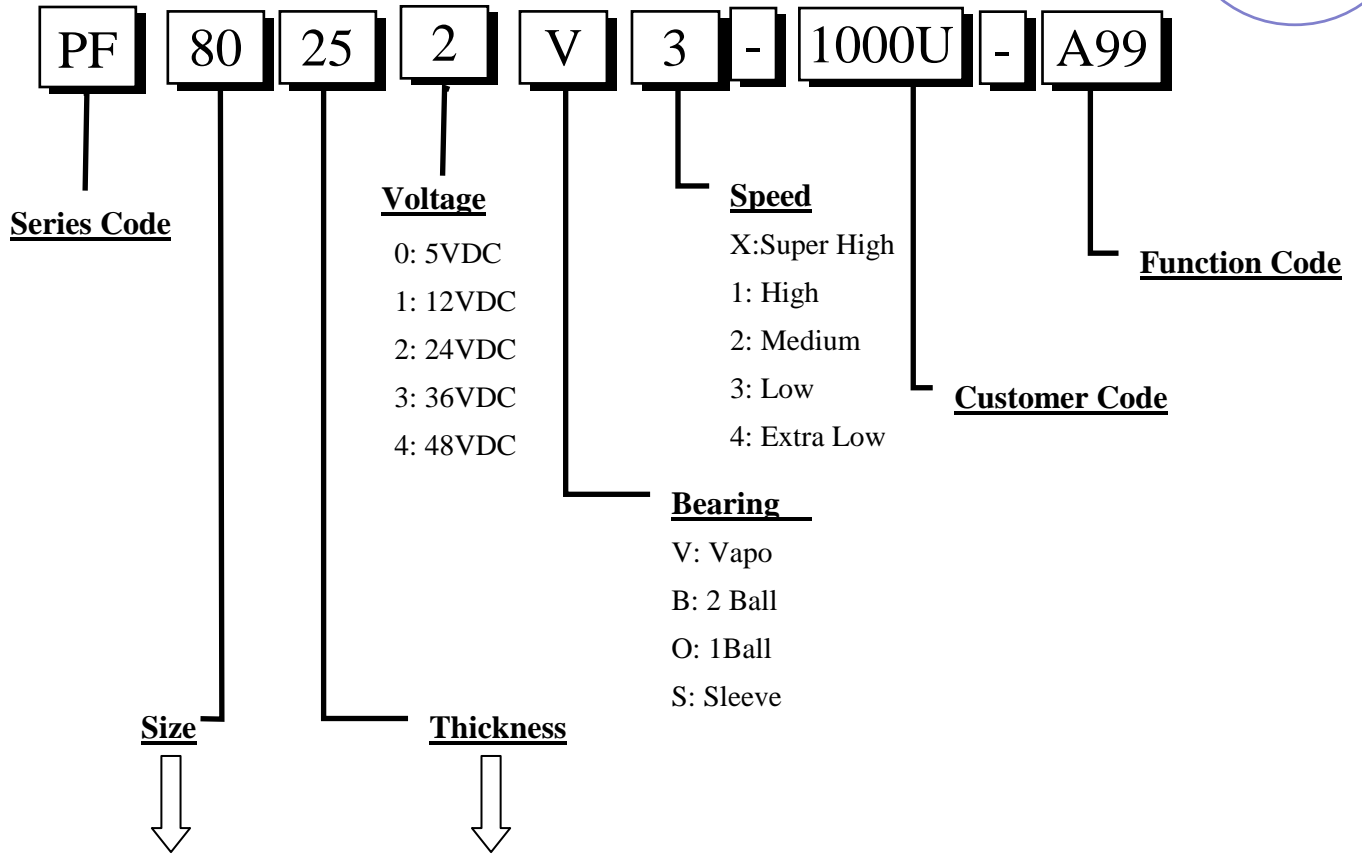 PF 80 25 2 V 3 - 1000U - A99
Series Code
Voltage
0: 5VDC
1: 12VDC
2: 24VDC
3: 36VDC
4: 48VDC
Speed
X:Super High
1: High
2: Medium
3: Low
4: Extra Low
Function Code
Customer Code
Bearing
V: Vapo
B: 2 Ball
O: 1Ball
S: Sleeve
Size
Thickness